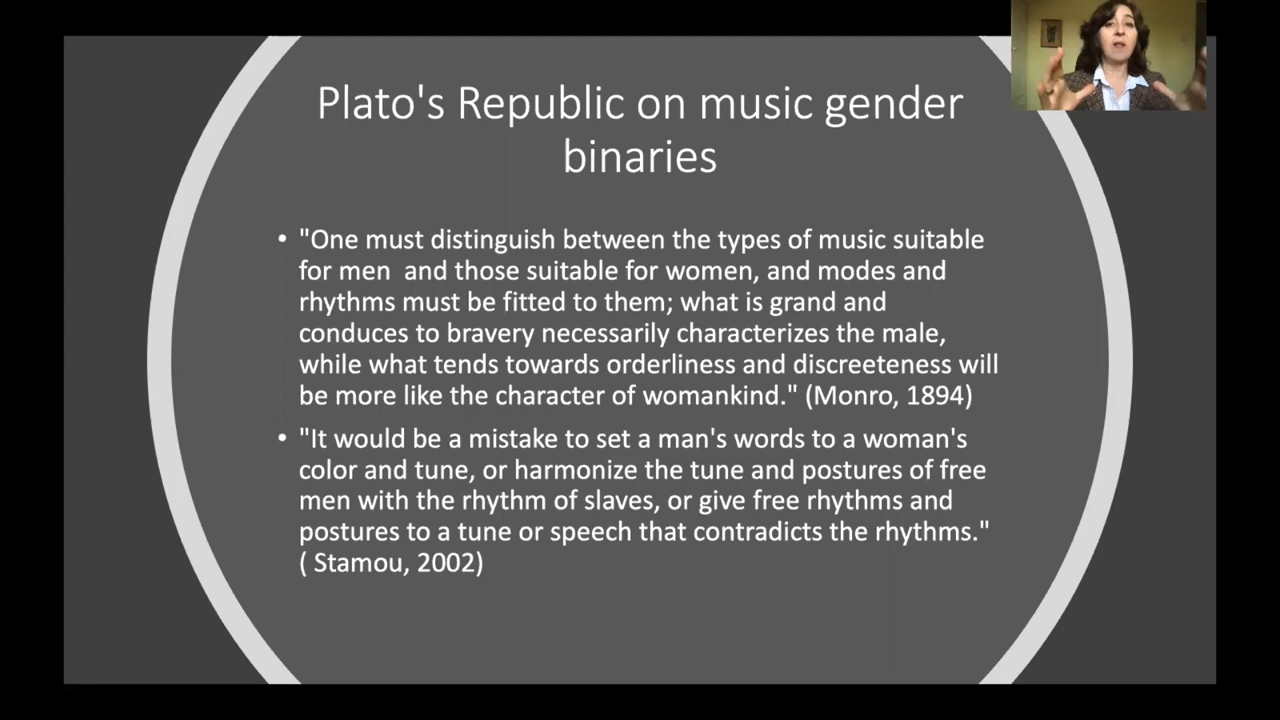 Plato's Republic on music gender
binaries
• "One must distinguish between the types of music suitable
for men  and those suitable for women, and modes and
rhythms must be fitted to them; what is grand and
conduces to bravery necessarily characterizes the male,
while what tends towards orderliness and discreeteness will
be more like the character of womankind." (Monro, 1894)
• "It would be a mistake to set a man's words to a woman's
color and tune, or harmonize the tune and postures of free
men with the rhythm of slaves, or give free rhythms and
postures to a tune or speech that contradicts the rhythms."
( Stamou, 2002)